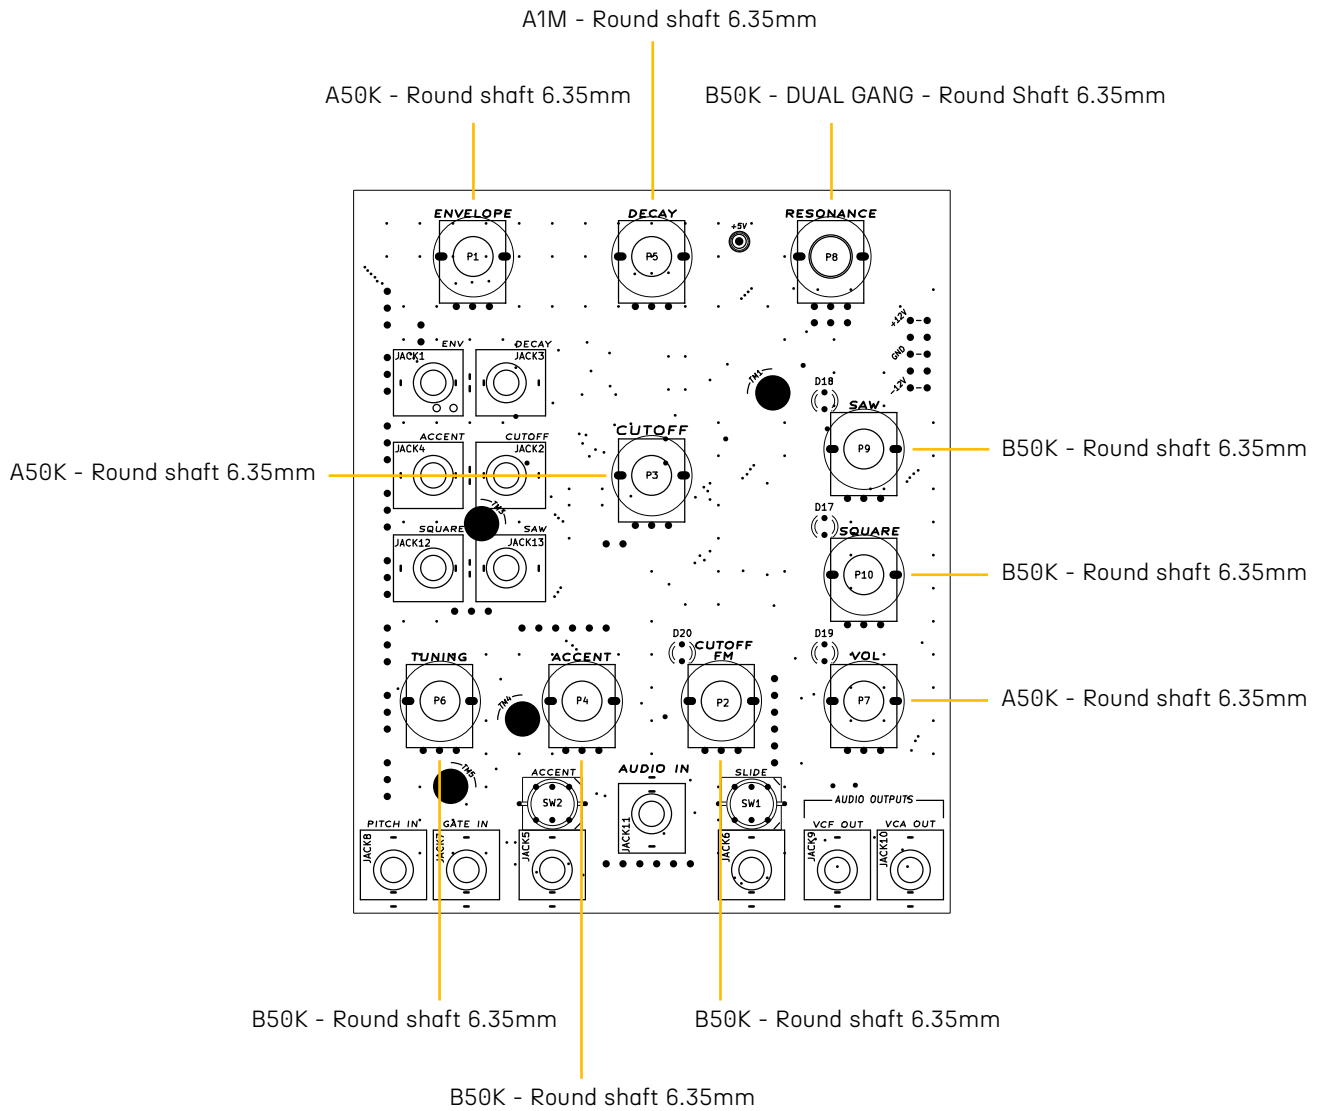 A1M - Round shaft 6.35mm
A50K - Round shaft 6.35mm
B50K - DUAL GANG - Round Shaft 6.35mm
ENVELOPE
DECAY
RESONANCE
+5V
P1
P5
P8
+12V
GND
-12V
ENV
DECAY
JACK1
JACK3
TM1
D18
SAW
CUTOFF
ACCENT
CUTOFF
JACK4
JACK2
P9
B50K - Round shaft 6.35mm
A50K - Round shaft 6.35mm
P3
TM3
D17
SQUARE
SAW
SQUARE
JACK12
JACK13
P10
B50K - Round shaft 6.35mm
D20
D19
CUTOFF
FM
TUNING
ACCENT
VOL
P6
P4
P2
P7
A50K - Round shaft 6.35mm
TM4
TM5
ACCENT
AUDIO IN
SLIDE
SW2
SW1
AUDIO OUTPUTS
PITCH IN
GATE IN
JACK11
VCF OUT
VCA OUT
JACK8
JACK5
JACK6
JACK9
JACK10
B50K - Round shaft 6.35mm
B50K - Round shaft 6.35mm
B50K - Round shaft 6.35mm